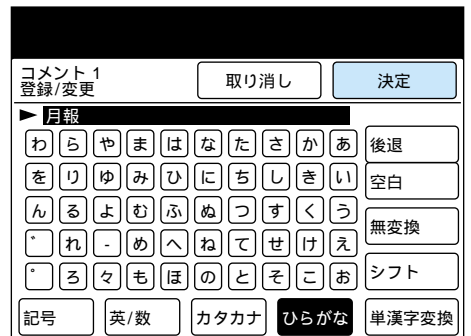 コメント 1
登録/変更
取り消し
決定
► 月報
わ ら や ま は な た さ か あ
後退
を り ゆ み ひ に ち し き い
空白
ん る よ む ふ ぬ つ す く う
無変換
゛ れ - め へ ね て せ け え
゜ ろ 々 も ほ の と そ こ お
シフト
記号 英/数 カタカナ ひらがな 単漢字変換